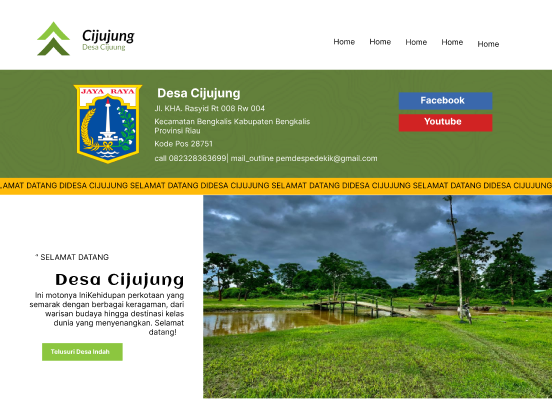 Cijujung
Desa Cijuung
Home Home Home Home Home
JAYA RAYA
Desa Cijujung
Jl. KHA. Rasyid Rt 008 Rw 004
Kecamatan Bengkalis Kabupaten Bengkalis
Provinsi Riau
Kode Pos 28751
call 082328363699| mail_outline pemdespedekik@gmail.com
Facebook
Youtube
LAMAT DATANG DIDESA CIJUJUNG SELAMAT DATANG DIDESA CIJUJUNG SELAMAT DATANG DIDESA CIJUJUNG SELAMAT DATANG DIDESA CIJUJUNG
" SELAMAT DATANG
Desa Cijujung
Ini motonya IniKehidupan perkotaan yang
semarak dengan berbagai keragaman, dari
warisan budaya hingga destinasi kelas
dunia yang menyenangkan. Selamat
datang!
Telusuri Desa Indah